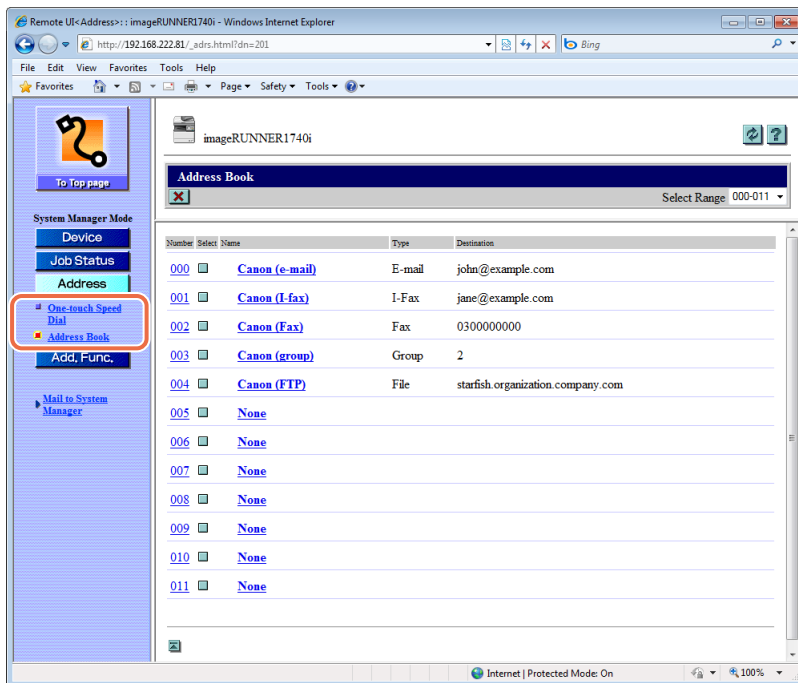 Remote UI<Address>: : imageRUNNER1740i - Windows Internet Explorer
http://192.168.222.81/_adrs.html?dn=201
Bing
File Edit View Favorites Tools Help
Favorites Page Safety Tools
imageRUNNER1740i
To Top page
Address Book
Select Range 000-011
System Manager Mode
Device
Job Status
Address
One-touch Speed
Dial
Address Book
Add. Func.
Mail to System
Manager
Number Select Name Type Destination
000 Canon (e-mail) E-mail john@example.com
001 Canon (I-fax) I-Fax jane@example.com
002 Canon (Fax) Fax 0300000000
003 Canon (group) Group 2
004 Canon (FTP) File starfish.organization.company.com
005 None
006 None
007 None
008 None
009 None
010 None
011 None
Internet | Protected Mode: On 100%